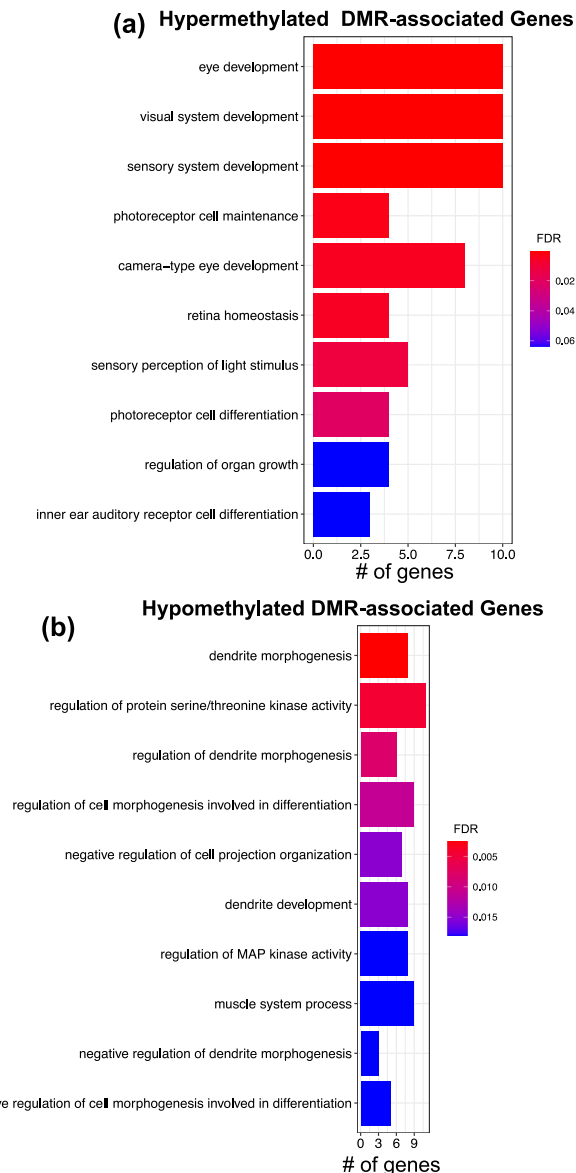 (a) Hypermethylated DMR-associated Genes
eye development
visual system development
sensory system development
photoreceptor cell maintenance
camera-type eye development
retina homeostasis
sensory perception of light stimulus
photoreceptor cell differentiation
regulation of organ growth
inner ear auditory receptor cell differentiation
FDR
0.02
0.04
0.06
0.0 2.5 5.0 7.5 10.0
# of genes
(b) Hypomethylated DMR-associated Genes
dendrite morphogenesis
regulation of protein serine/threonine kinase activity
regulation of dendrite morphogenesis
regulation of cell morphogenesis involved in differentiation
negative regulation of cell projection organization
dendrite development
regulation of MAP kinase activity
muscle system process
negative regulation of dendrite morphogenesis
regulation of cell morphogenesis involved in differentiation
FDR
0.005
0.010
0.015
0 3 6 9
# of genes